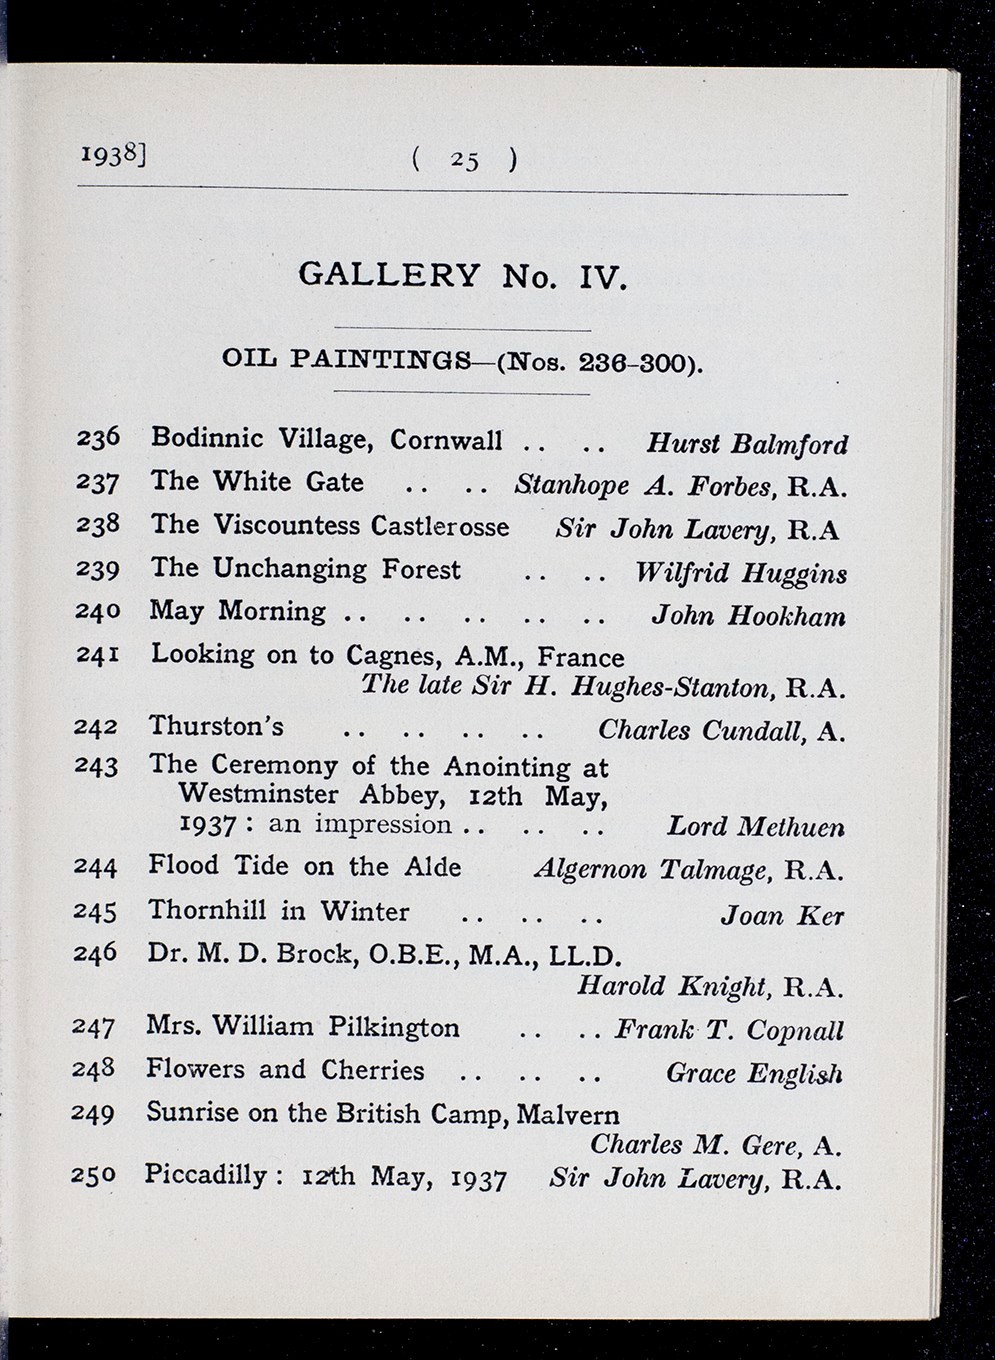 1938]
( 25 )
GALLERY No. IV.
OIL PAINTINGS—(Nos. 236-300).
236 Bodinnic Village, Cornwall .. .. Hurst Balmford
237 The White Gate .. .. Stanhope A. Forbes, R.A.
238 The Viscountess Castlerosse Sir John Lavery, R.A
239 The Unchanging Forest .. .. Wilfrid Huggins
240 May Morning .. .. .. .. .. John Hookham
241 Looking on to Cagnes, A.M., France
The late Sir H. Hughes-Stanton, R.A.
242 Thurston's .. .. .. .. Charles Cundall, A.
243 The Ceremony of the Anointing at
Westminster Abbey, 12th May,
1937 : an impression .. .. .. Lord Methuen
244 Flood Tide on the Alde Algernon Talmage, R.A.
245 Thornhill in Winter .. .. .. Joan Ker
246 Dr. M. D. Brock, O.B.E., M.A., LL.D.
Harold Knight, R.A.
247 Mrs. William Pilkington .. .. Frank T. Copnall
248 Flowers and Cherries .. .. .. Grace English
249 Sunrise on the British Camp, Malvern
Charles M. Gere, A.
250 Piccadilly : 12th May, 1937 Sir John Lavery, R.A.